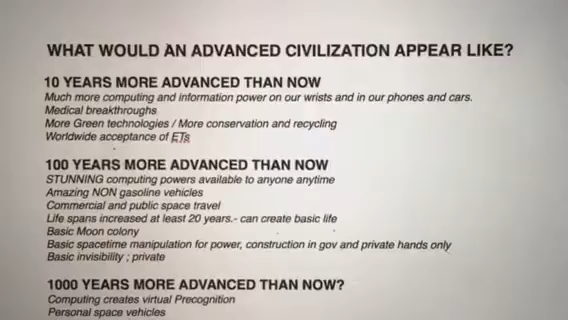 WHAT WOULD AN ADVANCED CIVILIZATION APPEAR LIKE?
10 YEARS MORE ADVANCED THAN NOW
Much more computing and information power on our wrists and in our phones and cars.
Medical breakthroughs
More Green technologies / More conservation and recycling
Worldwide acceptance of ETs
100 YEARS MORE ADVANCED THAN NOW
STUNNING computing powers available to anyone anytime
Amazing NON gasoline vehicles
Commercial and public space travel
Life spans increased at least 20 years.- can create basic life
Basic Moon colony
Basic spacetime manipulation for power, construction in gov and private hands only
Basic invisibility ; private
1000 YEARS MORE ADVANCED THAN NOW?
Computing creates virtual Precognition
Personal space vehicles